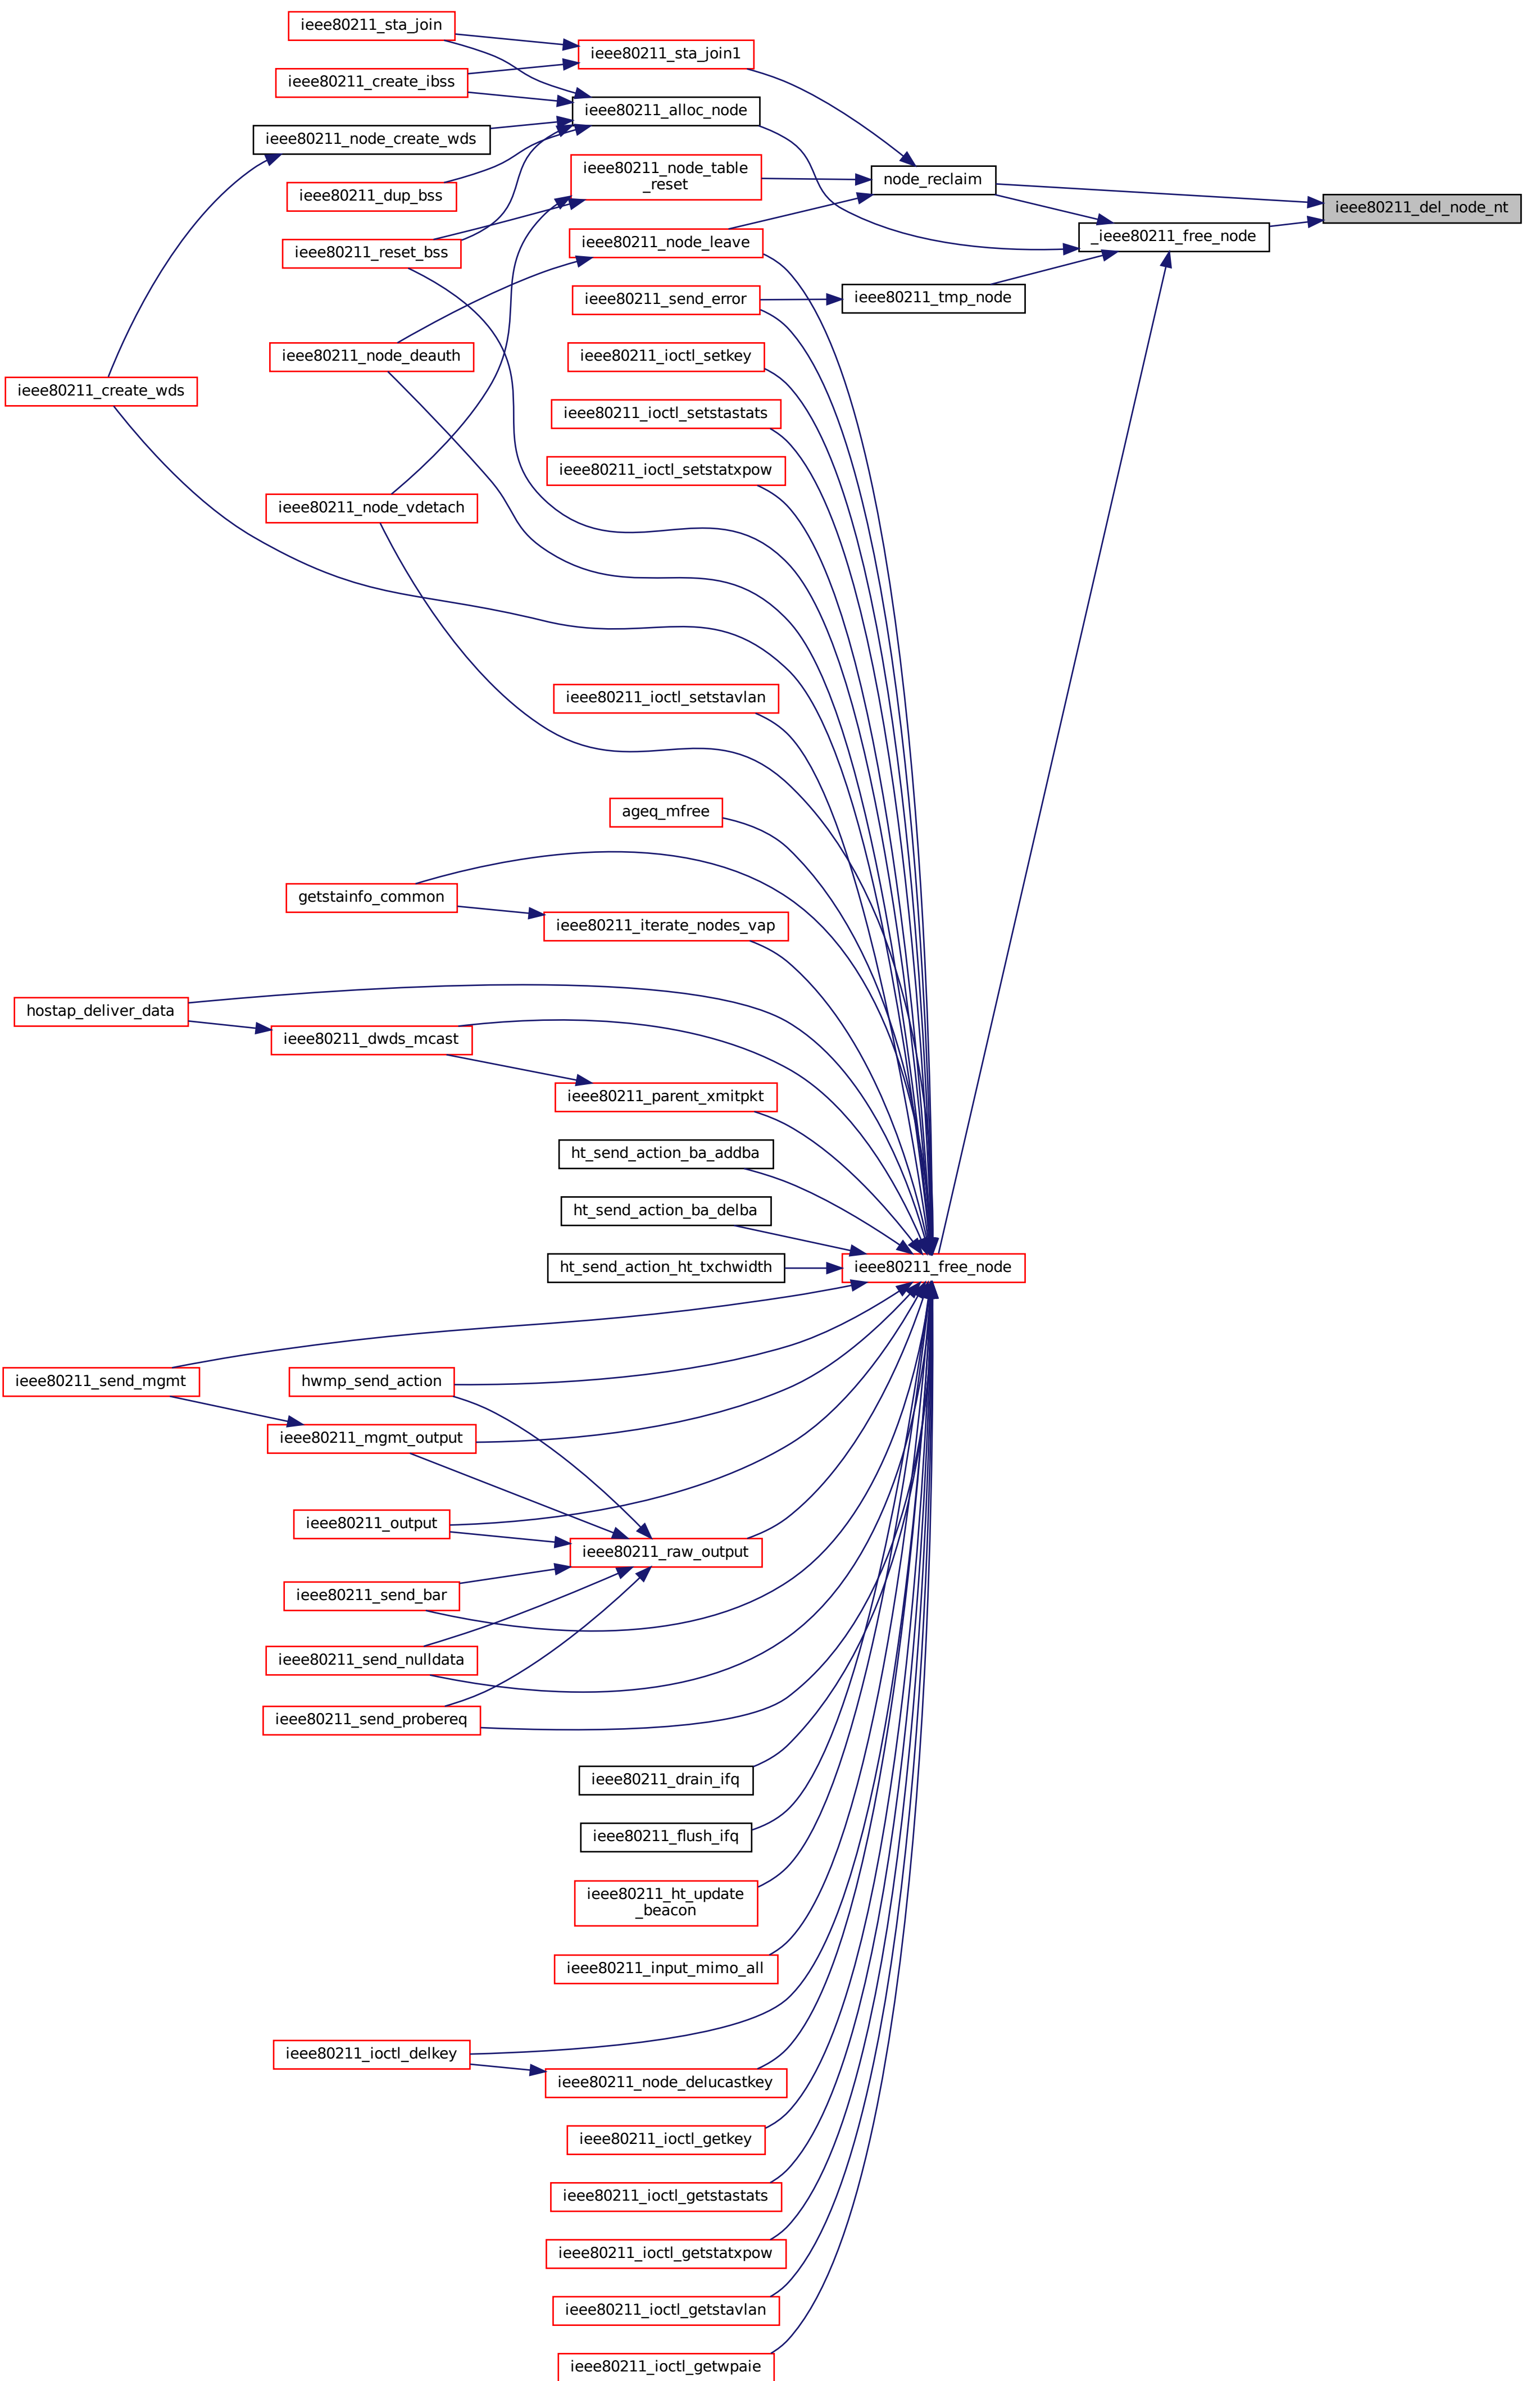 ieee80211_sta_join
ieee80211_sta_join1
ieee80211_create_ibss
ieee80211_alloc_node
ieee80211_node_create_wds
ieee80211_node_table
_reset
node_reclaim
ieee80211_dup_bss
ieee80211_del_node_nt
_ieee80211_free_node
ieee80211_node_leave
ieee80211_reset_bss
ieee80211_send_error
ieee80211_tmp_node
ieee80211_node_deauth
ieee80211_ioctl_setkey
ieee80211_create_wds
ieee80211_ioctl_setstastats
ieee80211_ioctl_setstatxpow
ieee80211_node_vdetach
ieee80211_ioctl_setstavlan
ageq_mfree
getstainfo_common
ieee80211_iterate_nodes_vap
hostap_deliver_data
ieee80211_dwds_mcast
ieee80211_parent_xmitpkt
ht_send_action_ba_addba
ht_send_action_ba_delba
ht_send_action_ht_txchwidth
ieee80211_free_node
ieee80211_send_mgmt
hwmp_send_action
ieee80211_mgmt_output
ieee80211_output
ieee80211_raw_output
ieee80211_send_bar
ieee80211_send_nulldata
ieee80211_send_probereq
ieee80211_drain_ifq
ieee80211_flush_ifq
ieee80211_ht_update
_beacon
ieee80211_input_mimo_all
ieee80211_ioctl_delkey
ieee80211_node_delucastkey
ieee80211_ioctl_getkey
ieee80211_ioctl_getstastats
ieee80211_ioctl_getstatxpow
ieee80211_ioctl_getstavlan
ieee80211_ioctl_getwpaie